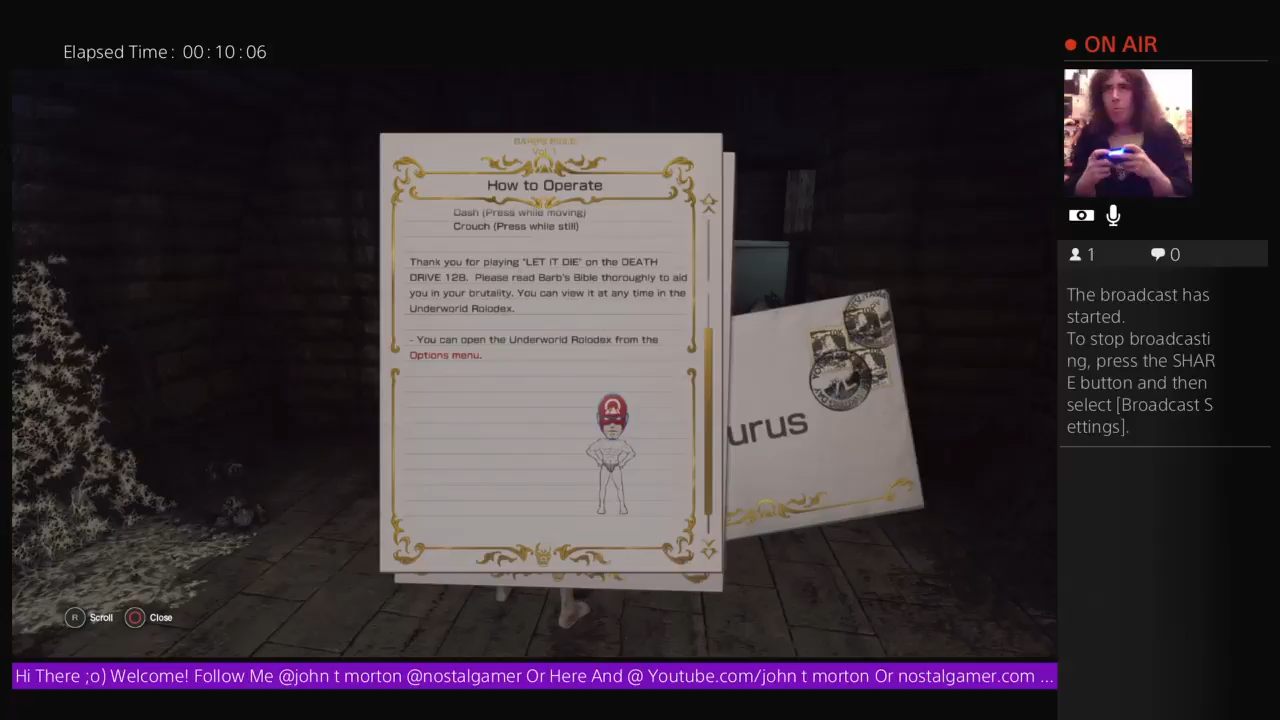 Elapsed Time: 00:10:06
ON AIR
BARB'S BIBLE
Vol. 1
How to Operate
Dash (Press while moving)
Crouch (Press while still)
Thank you for playing "LET IT DIE" on the DEATH
DRIVE 128. Please read Barb's Bible thoroughly to aid
you in your brutality. You can view it at any time in the
Underworld Rolodex.
- You can open the Underworld Rolodex from the
Options menu.
urus
R Scroll Close
1 0
The broadcast has
started.
To stop broadcasti
ng, press the SHAR
E button and then
select [Broadcast S
ettings].
Hi There ;o) Welcome! Follow Me @john t morton @nostalgamer Or Here And @ Youtube.com/john t morton Or nostalgamer.com ...